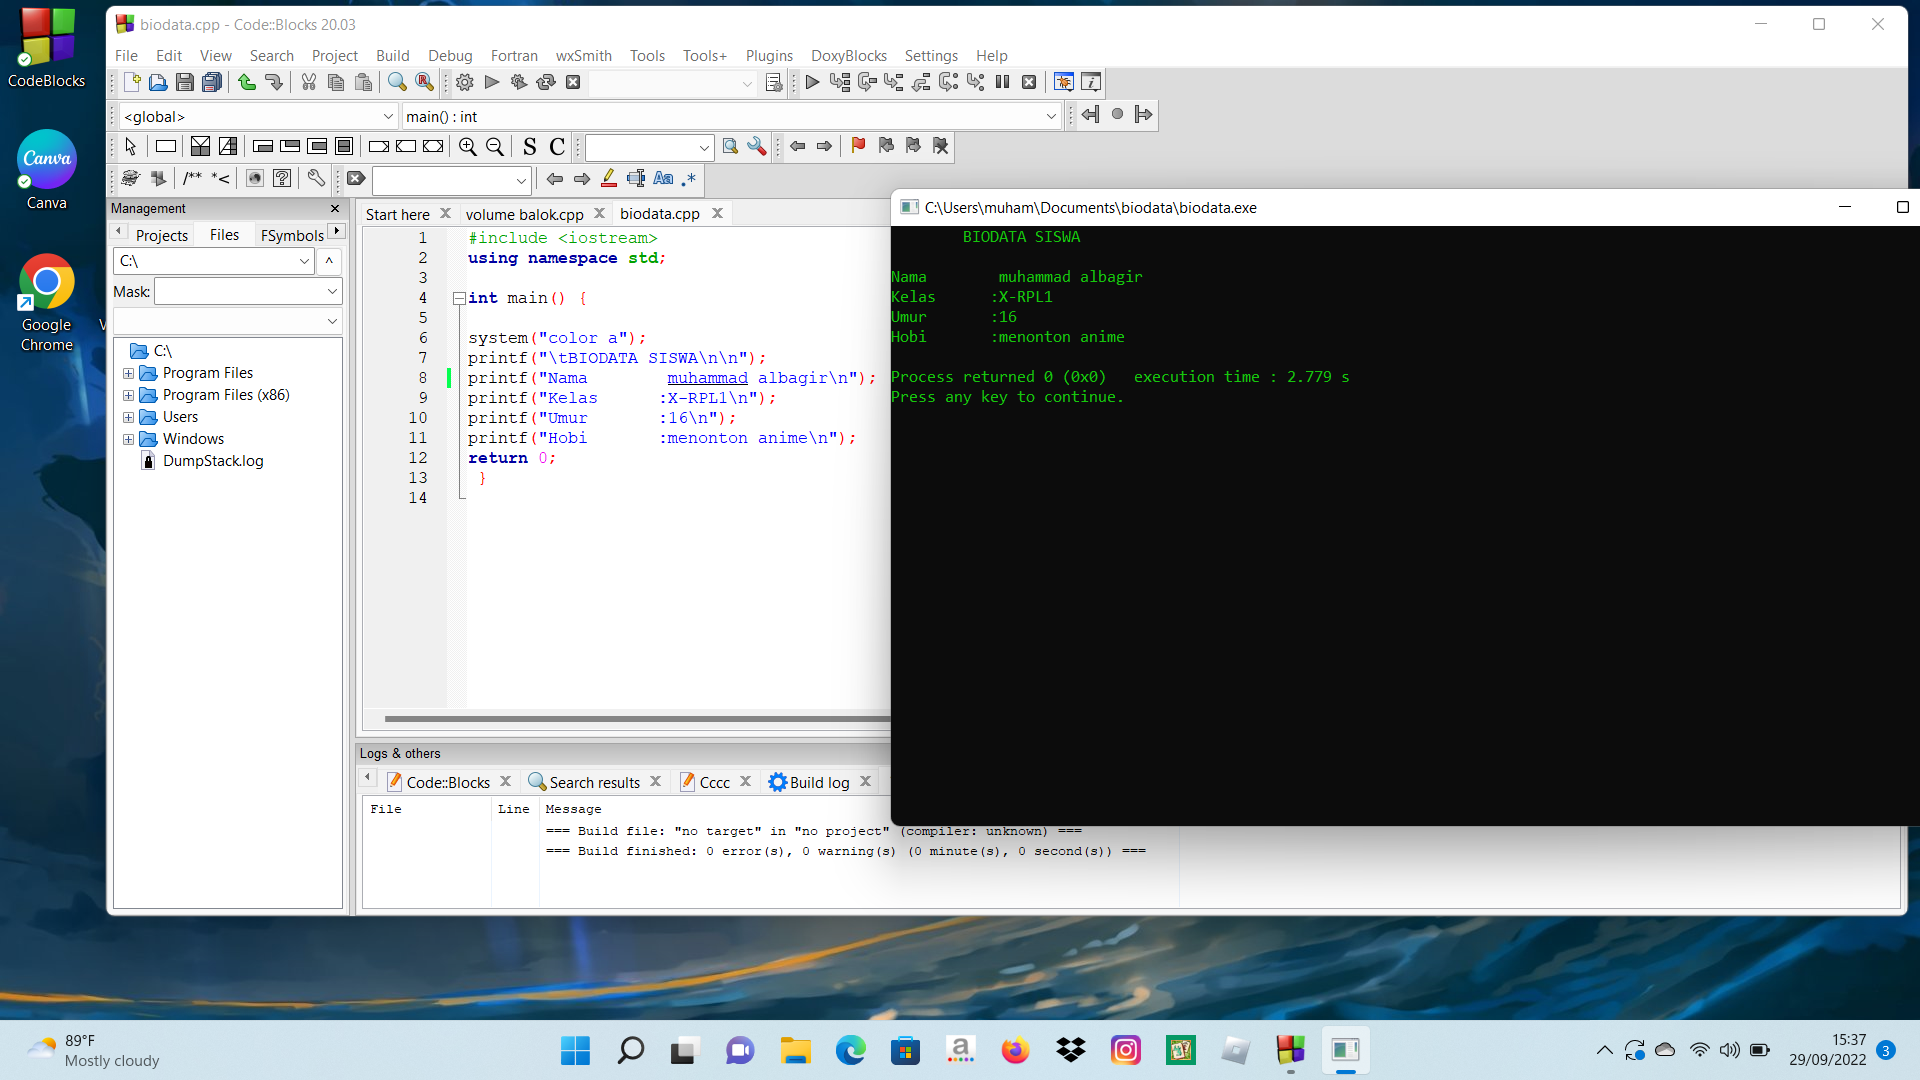 CodeBlocks
Canva
Canva
Google
Chrome
V
biodata.cpp - Code::Blocks 20.03
File Edit View Search Project Build Debug Fortran wxSmith Tools Tools+ Plugins DoxyBlocks Settings Help
<global>
main() : int
S C
/** *<
Aa .*
Management
Projects Files FSymbols
C:\
^
Mask:
C:\
Program Files
Program Files (x86)
Users
Windows
DumpStack.log
Start here volume balok.cpp biodata.cpp
1 #include <iostream>
2 using namespace std;
3
4 int main() {
5
6 system("color a");
7 printf("\tBIODATA SISWA\n\n");
8 printf("Nama        muhammad albagir\n");
9 printf("Kelas      :X-RPL1\n");
10 printf("Umur       :16\n");
11 printf("Hobi       :menonton anime\n");
12 return 0;
13 }
14
C:\Users\muham\Documents\biodata\biodata.exe
BIODATA SISWA
Nama        muhammad albagir
Kelas      :X-RPL1
Umur       :16
Hobi       :menonton anime
Process returned 0 (0x0)   execution time : 2.779 s
Press any key to continue.
Logs & others
Code::Blocks Search results Cccc Build log
File Line Message
=== Build file: "no target" in "no project" (compiler: unknown) ===
=== Build finished: 0 error(s), 0 warning(s) (0 minute(s), 0 second(s)) ===
89°F
Mostly cloudy
a
15:37
29/09/2022
3